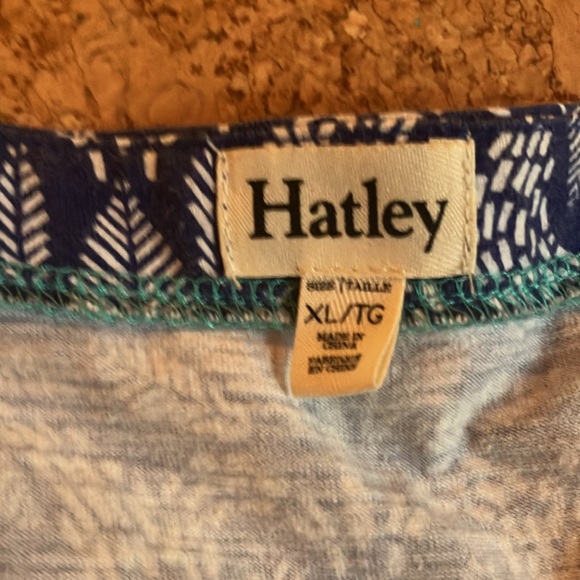 Hatley
SIZE / TAILLE
XL/TG
MADE IN
CHINA
FABRIQUÉ
EN CHINE